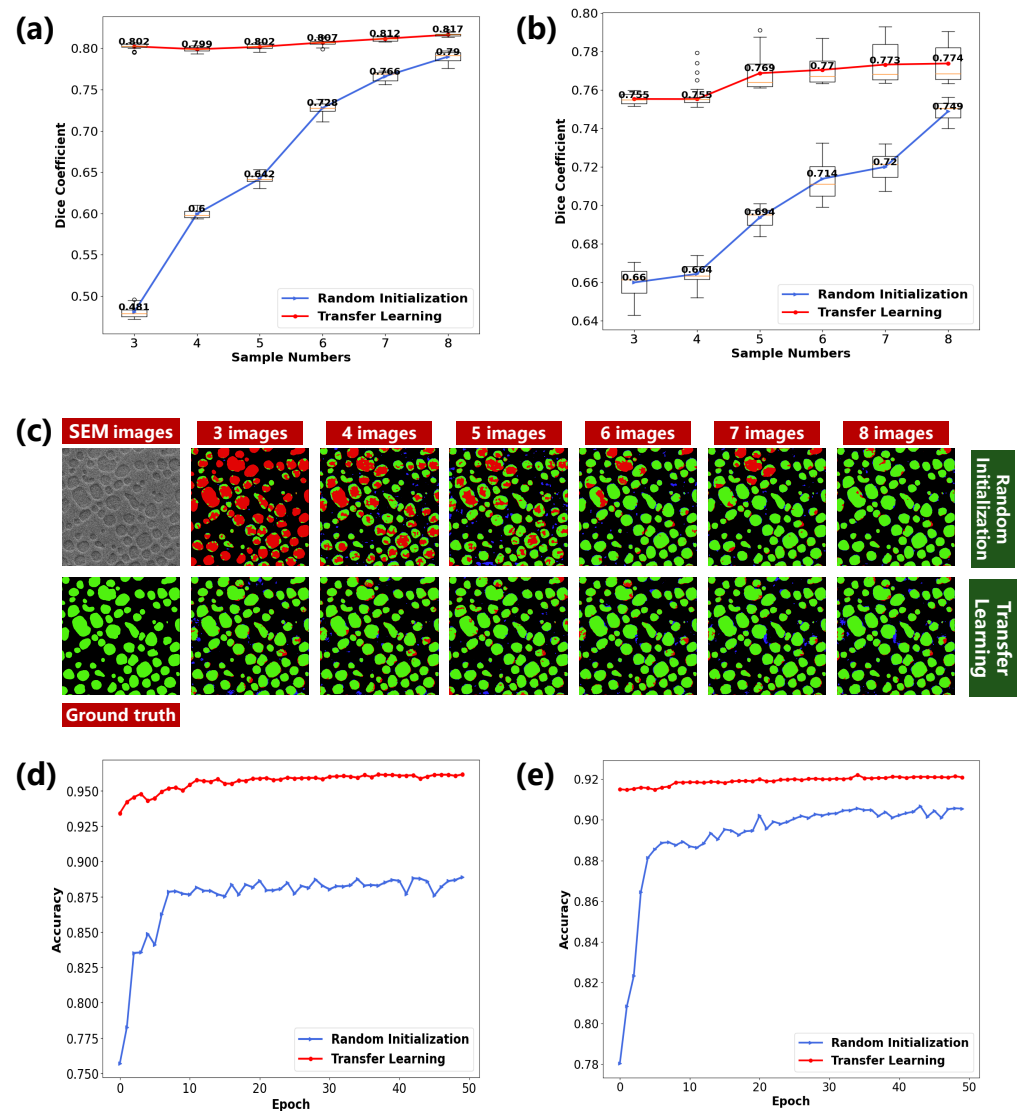 (a)
Dice Coefficient
0.80
0.75
0.70
0.65
0.60
0.55
0.50
0.802
0.799
0.802
0.807
0.812
0.817
0.481
0.6
0.642
0.728
0.766
0.79
Random Initialization
Transfer Learning
3 4 5 6 7 8
Sample Numbers
(b)
Dice Coefficient
0.80
0.78
0.76
0.74
0.72
0.70
0.68
0.66
0.64
0.755
0.755
0.769
0.77
0.773
0.774
0.66
0.664
0.694
0.714
0.72
0.749
Random Initialization
Transfer Learning
3 4 5 6 7 8
Sample Numbers
(c)
SEM images
3 images
4 images
5 images
6 images
7 images
8 images
Random
Initialization
Transfer
Learning
Ground truth
(d)
Accuracy
0.950
0.925
0.900
0.875
0.850
0.825
0.800
0.775
0.750
Random Initialization
Transfer Learning
0 10 20 30 40 50
Epoch
(e)
Accuracy
0.92
0.90
0.88
0.86
0.84
0.82
0.80
0.78
Random Initialization
Transfer Learning
0 10 20 30 40 50
Epoch